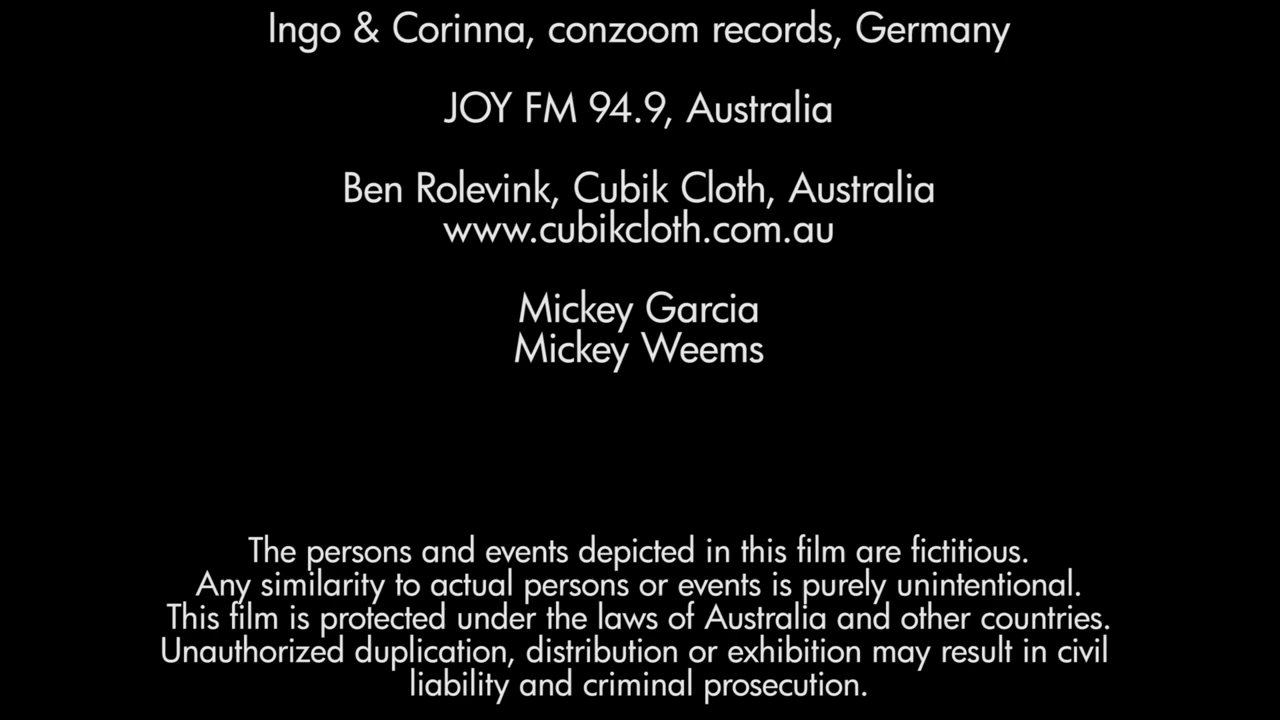 Ingo & Corinna, conzoom records, Germany
JOY FM 94.9, Australia
Ben Rolevink, Cubik Cloth, Australia
www.cubikcloth.com.au
Mickey Garcia
Mickey Weems
The persons and events depicted in this film are fictitious.
Any similarity to actual persons or events is purely unintentional.
This film is protected under the laws of Australia and other countries.
Unauthorized duplication, distribution or exhibition may result in civil
liability and criminal prosecution.